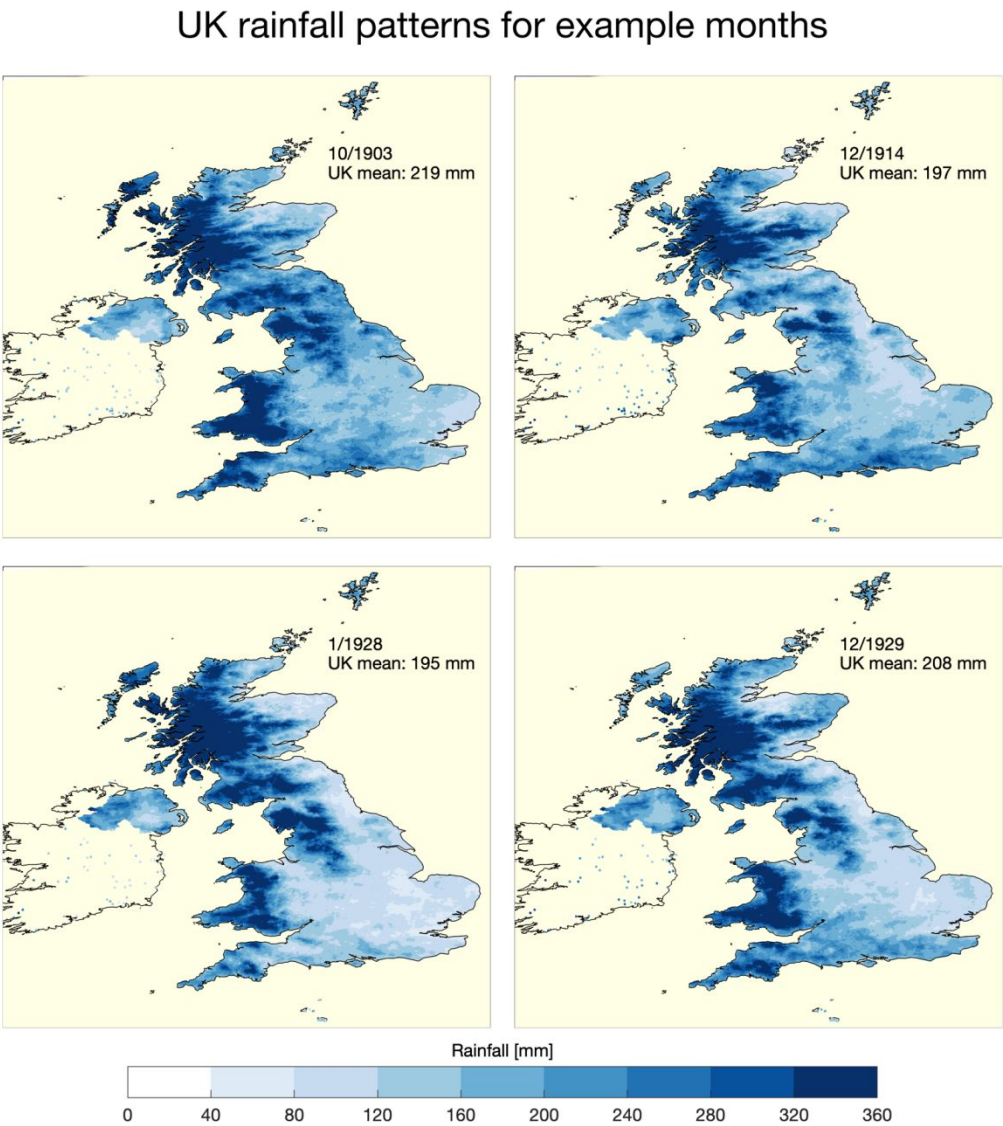 UK rainfall patterns for example months
10/1903
UK mean: 219 mm
12/1914
UK mean: 197 mm
1/1928
UK mean: 195 mm
12/1929
UK mean: 208 mm
Rainfall [mm]
0 40 80 120 160 200 240 280 320 360